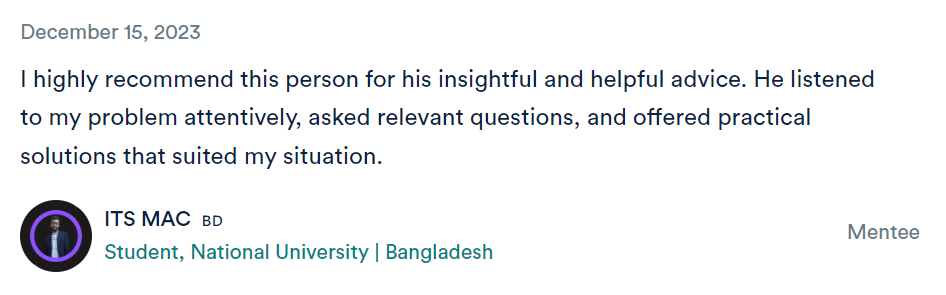 December 15, 2023
I highly recommend this person for his insightful and helpful advice. He listened
to my problem attentively, asked relevant questions, and offered practical
solutions that suited my situation.
ITS MAC BD
Student, National University | Bangladesh
Mentee